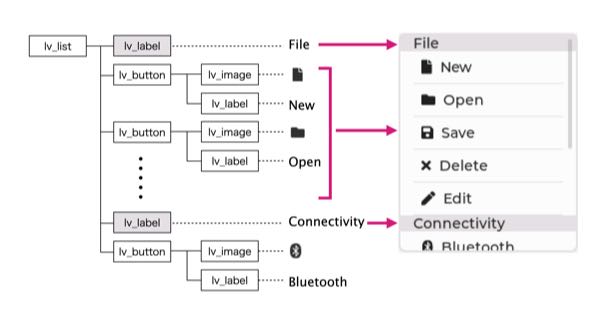 lv_list
lv_label
File
lv_button
lv_image
lv_label
New
lv_button
lv_image
lv_label
Open
lv_label
Connectivity
lv_button
lv_image
lv_label
Bluetooth
File
New
Open
Save
Delete
Edit
Connectivity
Bluetooth